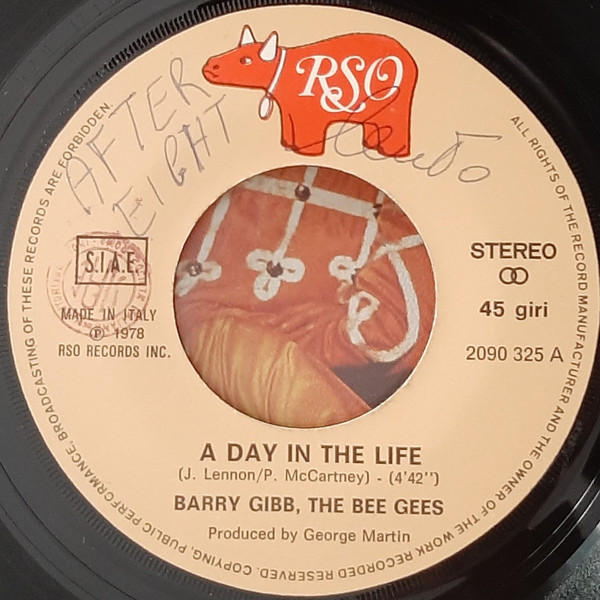 RSO
AFTER
EIGHT
S.I.A.E.
MADE IN ITALY
℗ 1978
RSO RECORDS INC.
STEREO
45 giri
2090 325 A
A DAY IN THE LIFE
(J. Lennon/P. McCartney) - (4'42'')
BARRY GIBB, THE BEE GEES
Produced by George Martin
ALL RIGHTS OF THE RECORD MANUFACTURER AND THE OWNER OF THE WORK RECORDED RESERVED. COPYING, PUBLIC PERFORMANCE, BROADCASTING OF THESE RECORDS ARE FORBIDDEN.